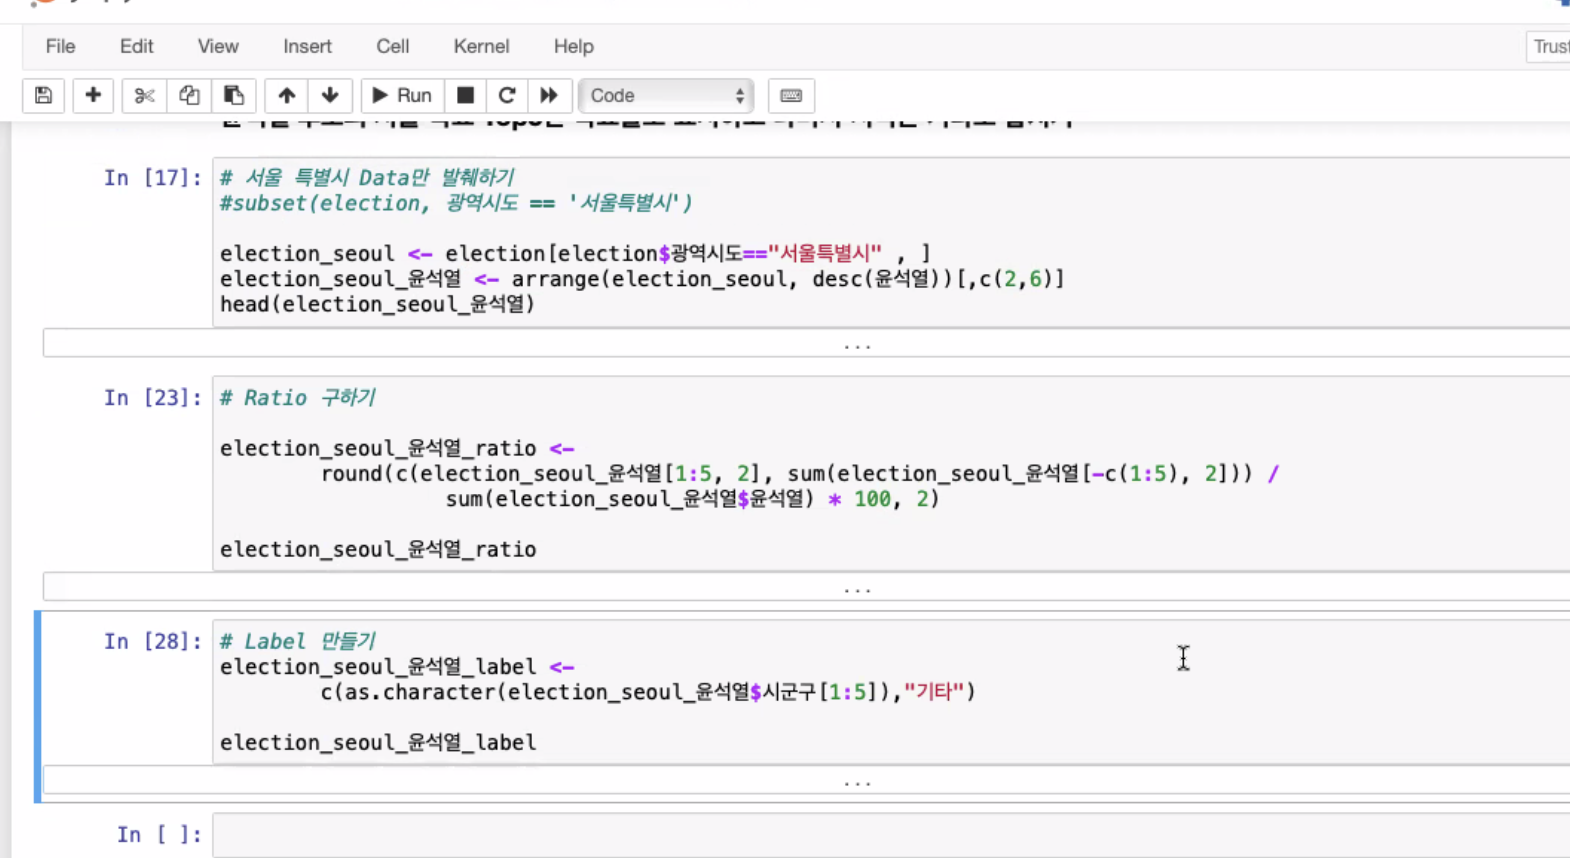 File Edit View Insert Cell Kernel Help Trust
Run Code
In [17]: # 서울 특별시 Data만 발췌하기
#subset(election, 광역시도 == '서울특별시')
election_seoul <- election[election$광역시도=="서울특별시" , ]
election_seoul_윤석열 <- arrange(election_seoul, desc(윤석열))[,c(2,6)]
head(election_seoul_윤석열)
...
In [23]: # Ratio 구하기
election_seoul_윤석열_ratio <-
round(c(election_seoul_윤석열[1:5, 2], sum(election_seoul_윤석열[-c(1:5), 2])) /
sum(election_seoul_윤석열$윤석열) * 100, 2)
election_seoul_윤석열_ratio
...
In [28]: # Label 만들기
election_seoul_윤석열_label <-
c(as.character(election_seoul_윤석열$시군구[1:5]),"기타")
election_seoul_윤석열_label
...
In [ ]: